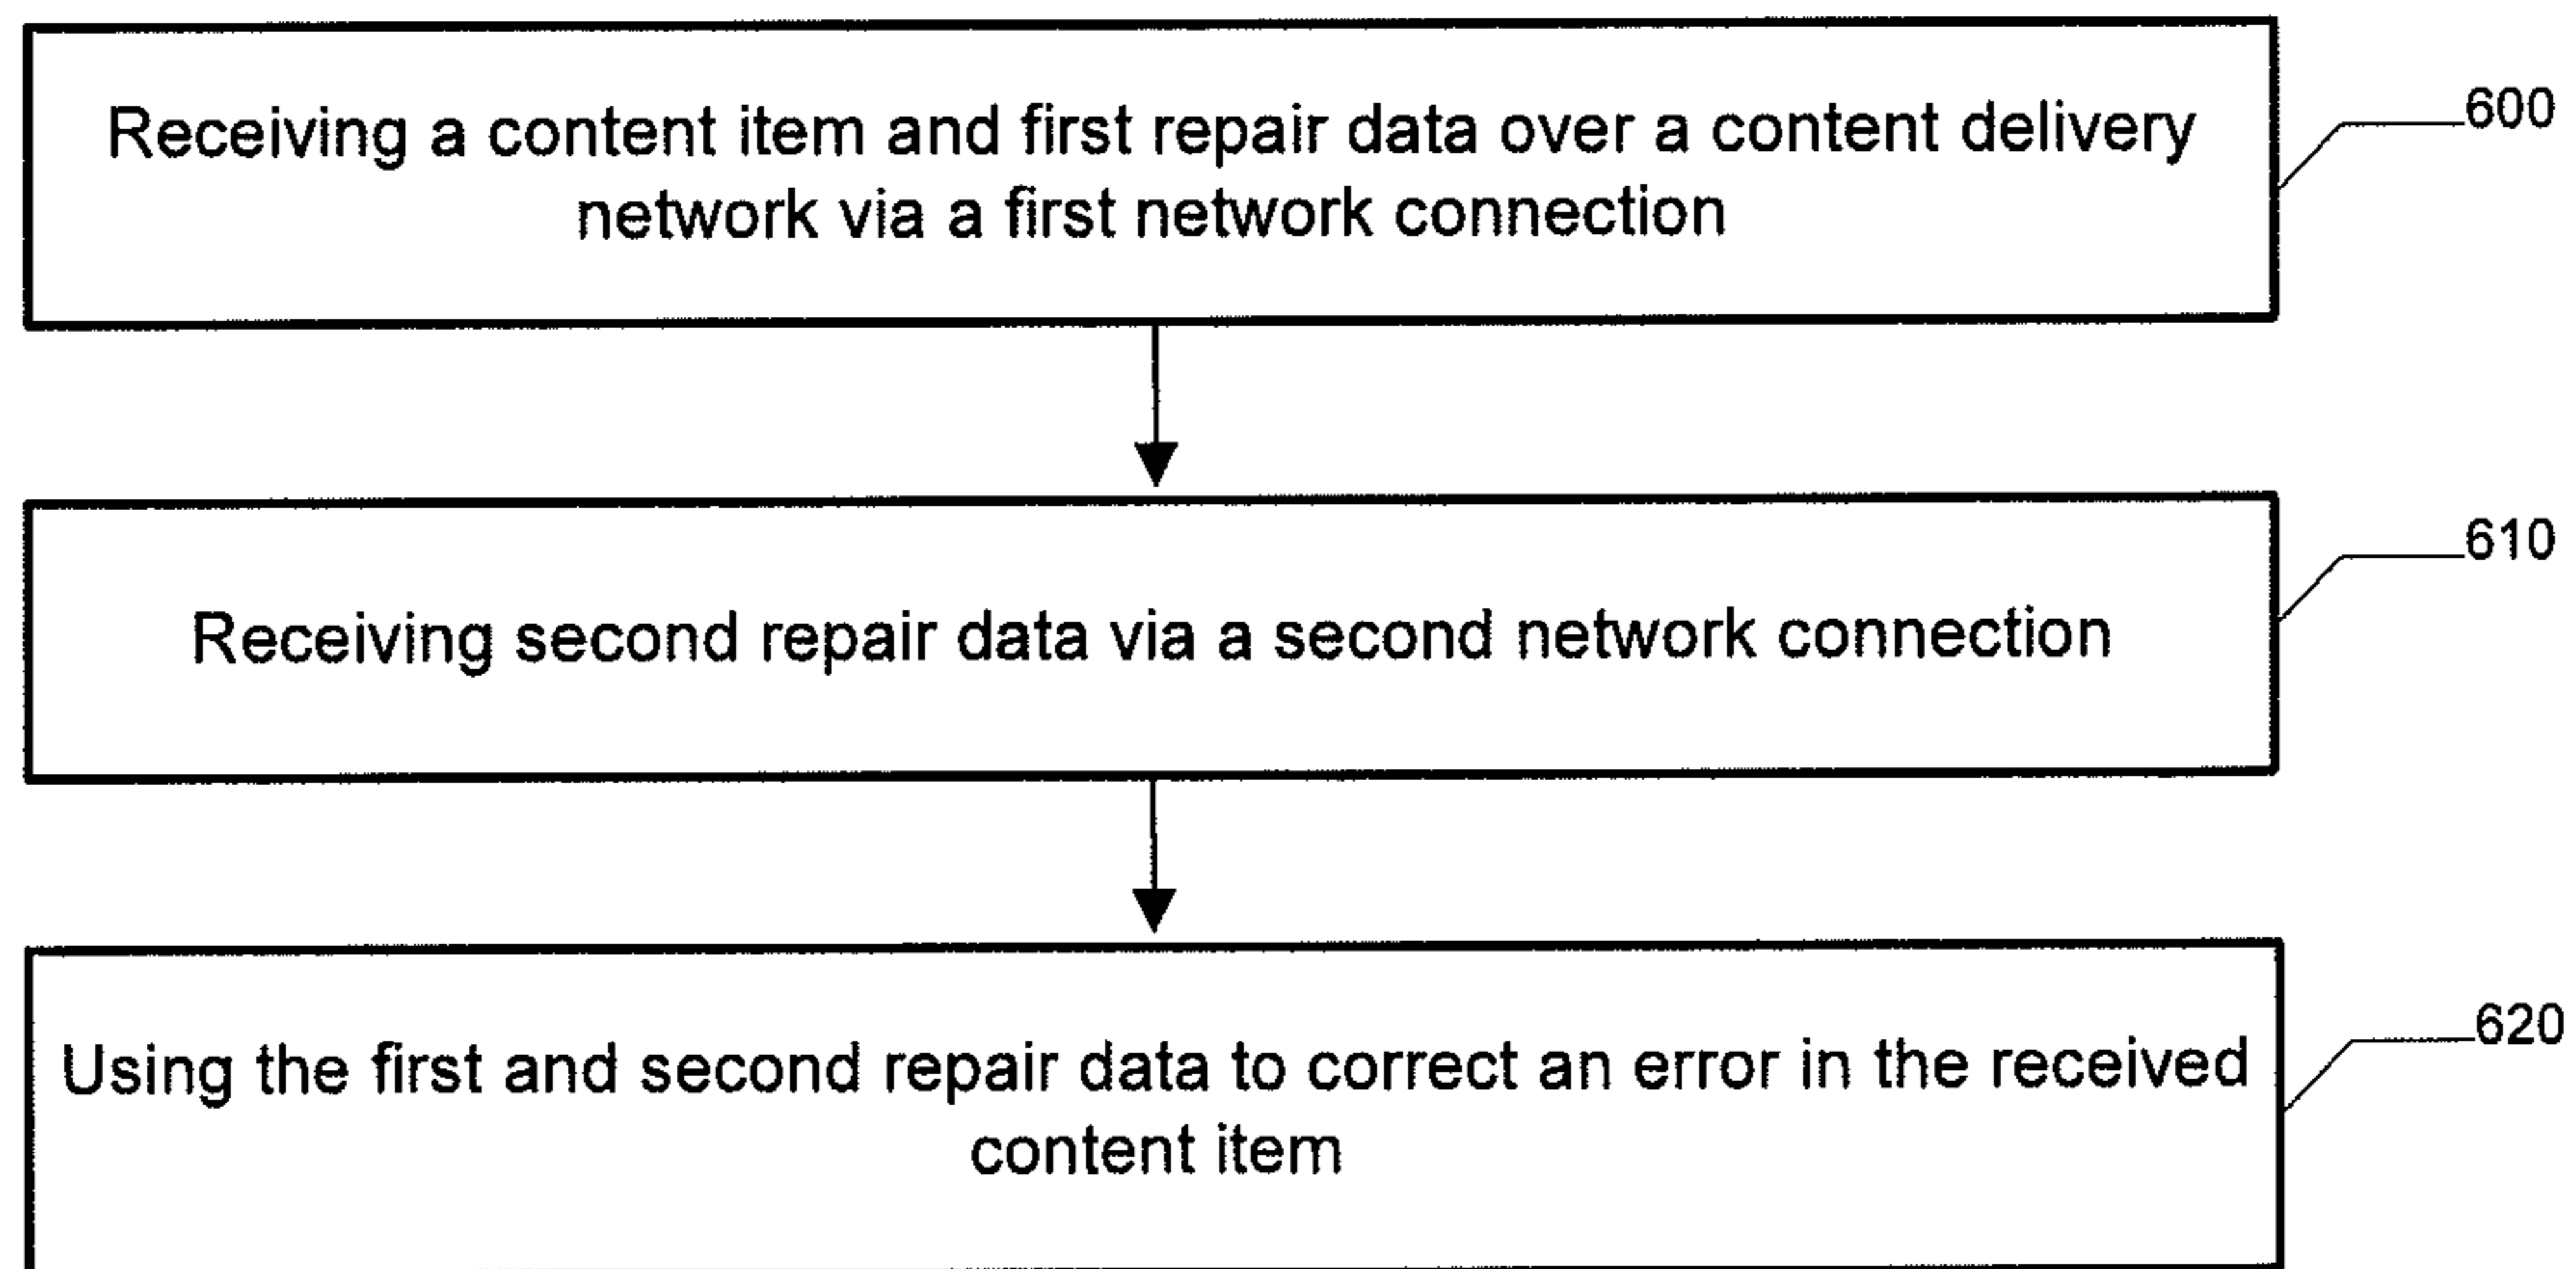 Receiving a content item and first repair data over a content delivery
network via a first network connection
600
Receiving second repair data via a second network connection
610
Using the first and second repair data to correct an error in the received
content item
620